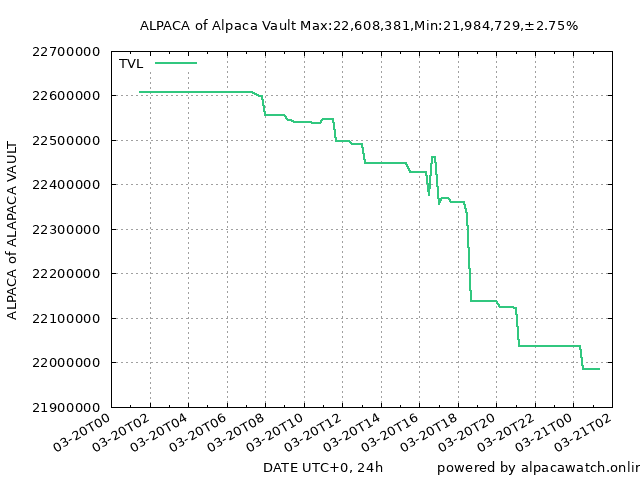 ALPACA of Alpaca Vault Max:22,608,381,Min:21,984,729,±2.75%
TVL
22700000
22600000
22500000
22400000
22300000
22200000
22100000
22000000
21900000
ALPACA of ALAPACA VAULT
03-20T00
03-20T02
03-20T04
03-20T06
03-20T08
03-20T10
03-20T12
03-20T14
03-20T16
03-20T18
03-20T20
03-20T22
03-21T00
03-21T02
DATE UTC+0, 24h
powered by alpacawatch.onlin